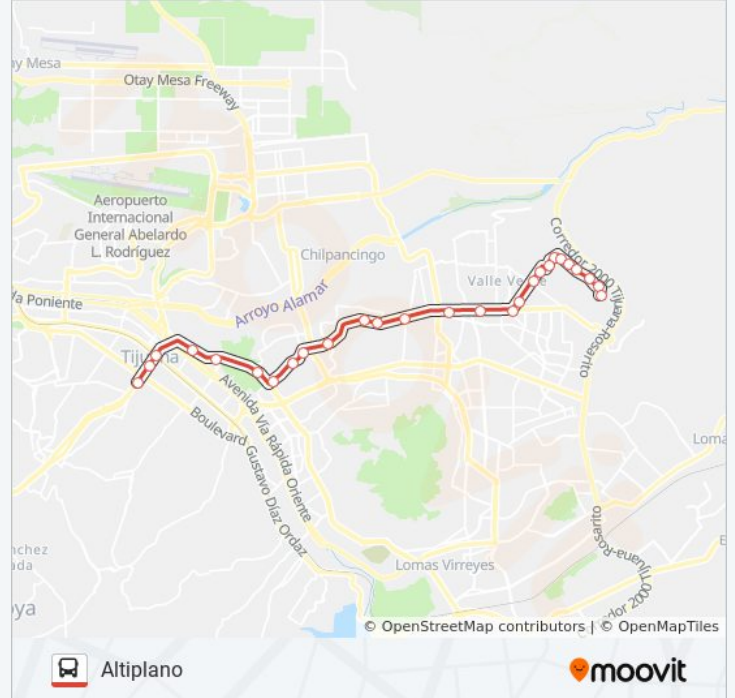 ay Mesa
Otay Mesa Freeway
Aeropuerto
Internacional
General Abelardo
L. Rodríguez
Chilpancingo
Corredor 2000 Tijuana-Rosarito
Valle Verde
Arroyo Alamar
ía Poniente
Tijuana
Avenida Vía Rápida Oriente
Boulevard Gustavo Díaz Ordaz
Loma
nchez
ada
Lomas Virreyes
Corredor 2000 Tijuana-Rosarito
oya
© OpenStreetMap contributors | © OpenMapTiles
Altiplano
moovit